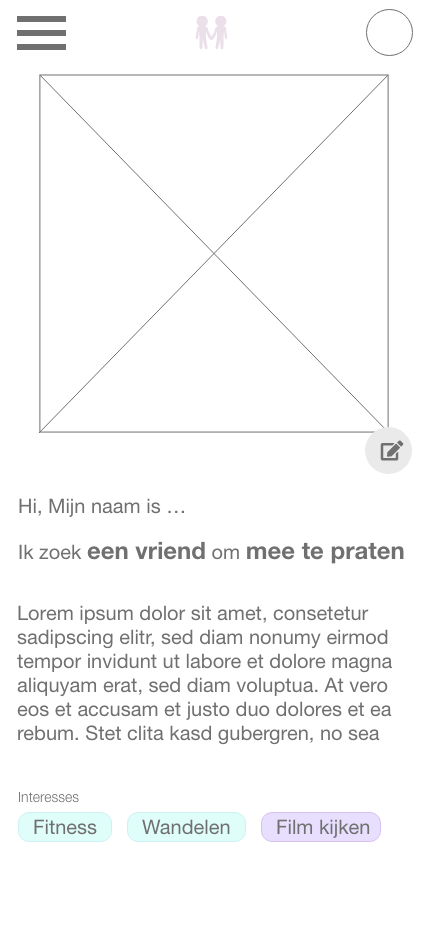 Hi, Mijn naam is …
Ik zoek een vriend om mee te praten
Lorem ipsum dolor sit amet, consetetur
sadipscing elitr, sed diam nonumy eirmod
tempor invidunt ut labore et dolore magna
aliquyam erat, sed diam voluptua. At vero
eos et accusam et justo duo dolores et ea
rebum. Stet clita kasd gubergren, no sea
Interesses
Fitness Wandelen Film kijken